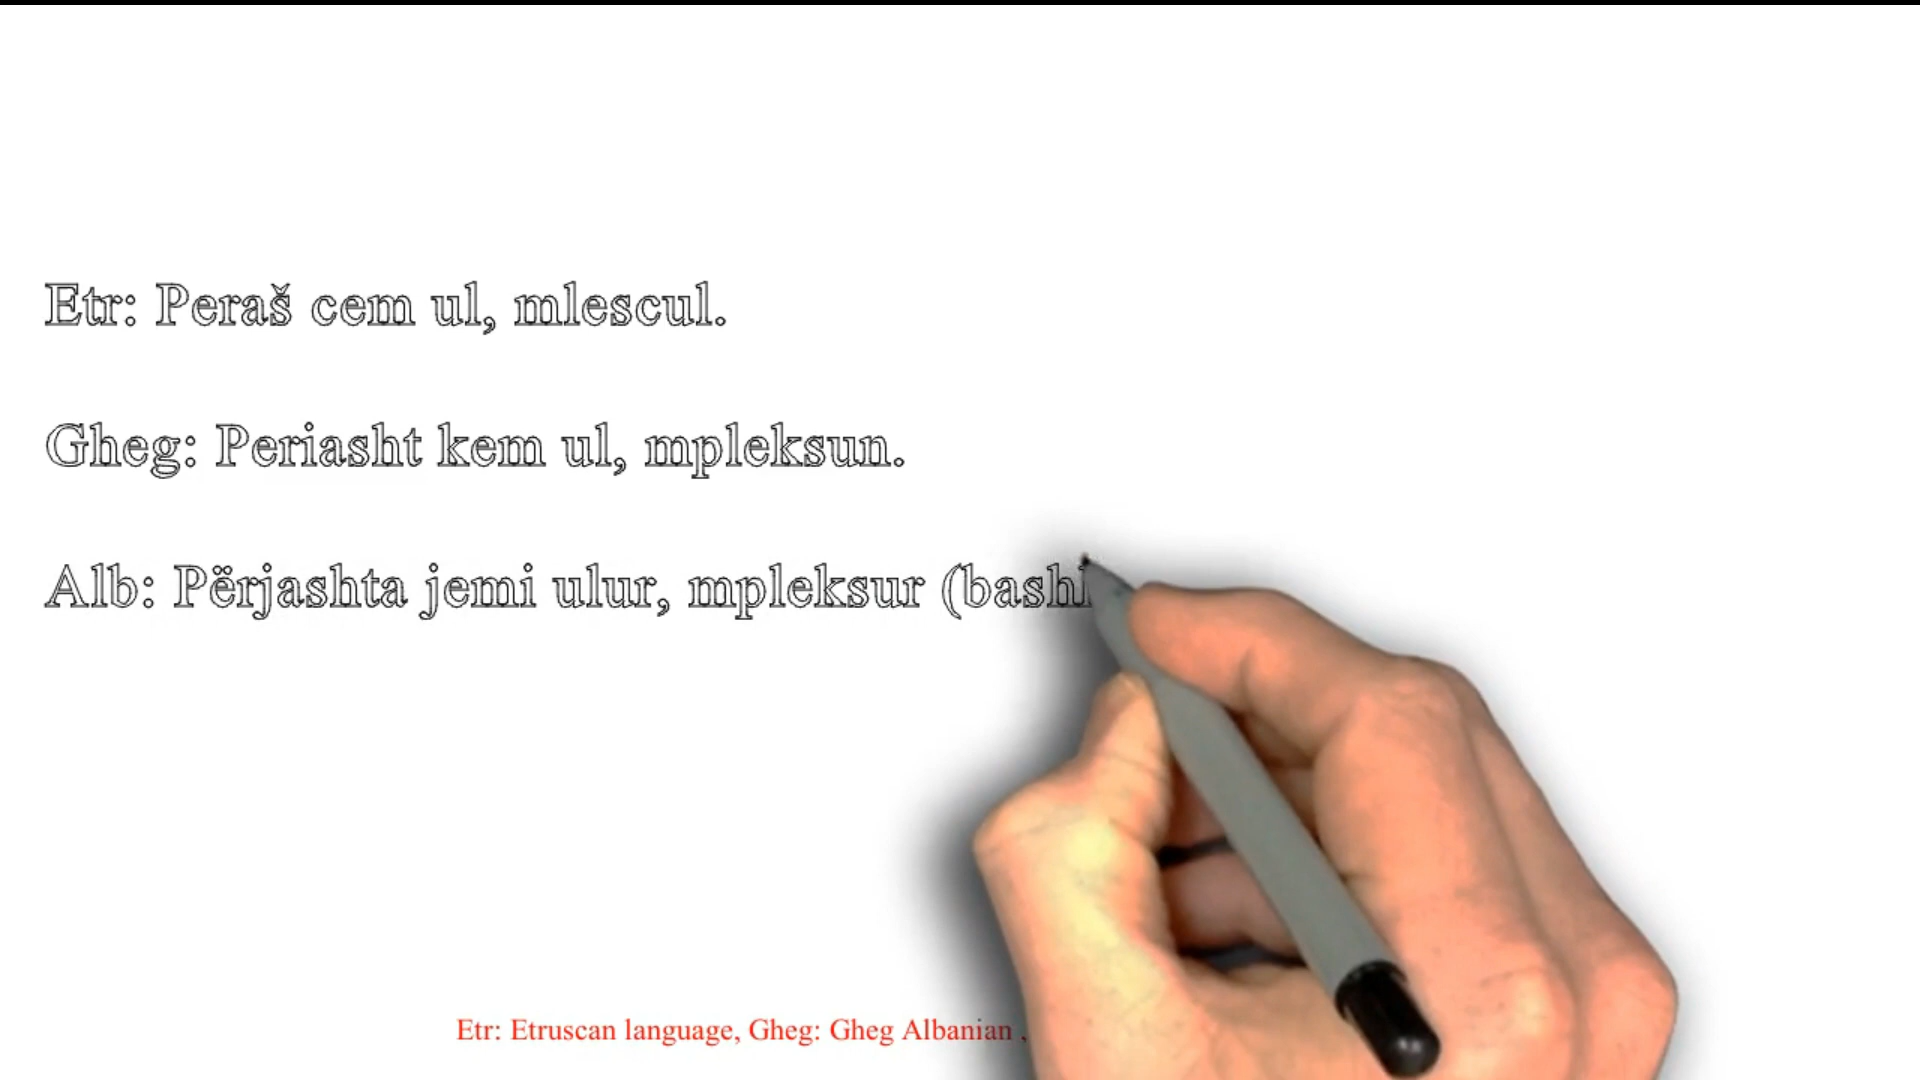 Etr: Peraš cem ul, mlescul.
Gheg: Periasht kem ul, mpleksun.
Alb: Përjashta jemi ulur, mpleksur
Etr: Etruscan language, Gheg: Gheg Albanian ,